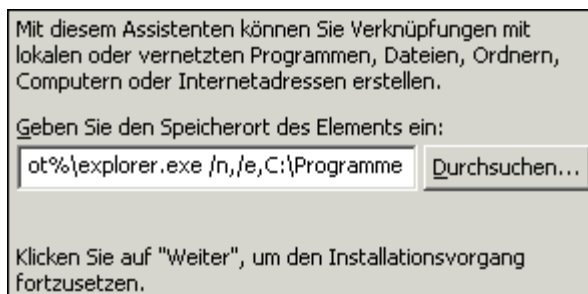 Mit diesem Assistenten können Sie Verknüpfungen mit
lokalen oder vernetzten Programmen, Dateien, Ordnern,
Computern oder Internetadressen erstellen.
Geben Sie den Speicherort des Elements ein:
ot%\explorer.exe /n,/e,C:\Programme
Durchsuchen...
Klicken Sie auf "Weiter", um den Installationsvorgang
fortzusetzen.